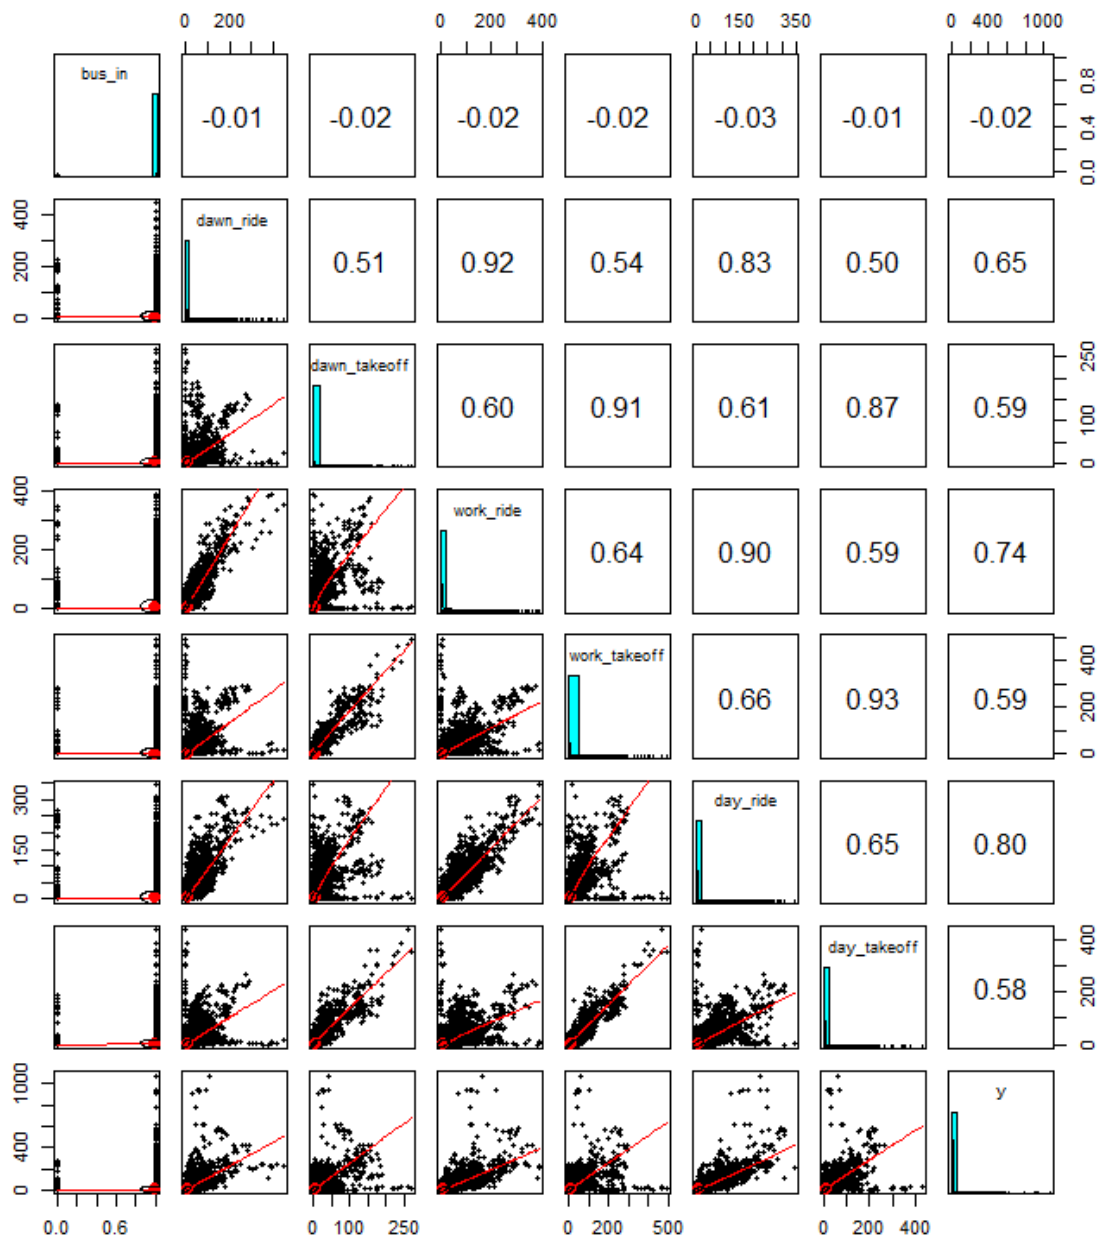 0 200 0 200 400 0 150 350 0 400 1000
bus_in -0.01 -0.02 -0.02 -0.02 -0.03 -0.01 -0.02 0.0 0.4 0.8
0 200 400 dawn_ride 0.51 0.92 0.54 0.83 0.50 0.65
dawn_takeoff 0.60 0.91 0.61 0.87 0.59 0 100 250
0 200 400 work_ride 0.64 0.90 0.59 0.74
work_takeoff 0.66 0.93 0.59 0 200 400
0 150 300 day_ride 0.65 0.80
day_takeoff 0.58 0 200 400
0 400 1000 y
0.0 0.6 0 100 250 0 200 500 0 200 400